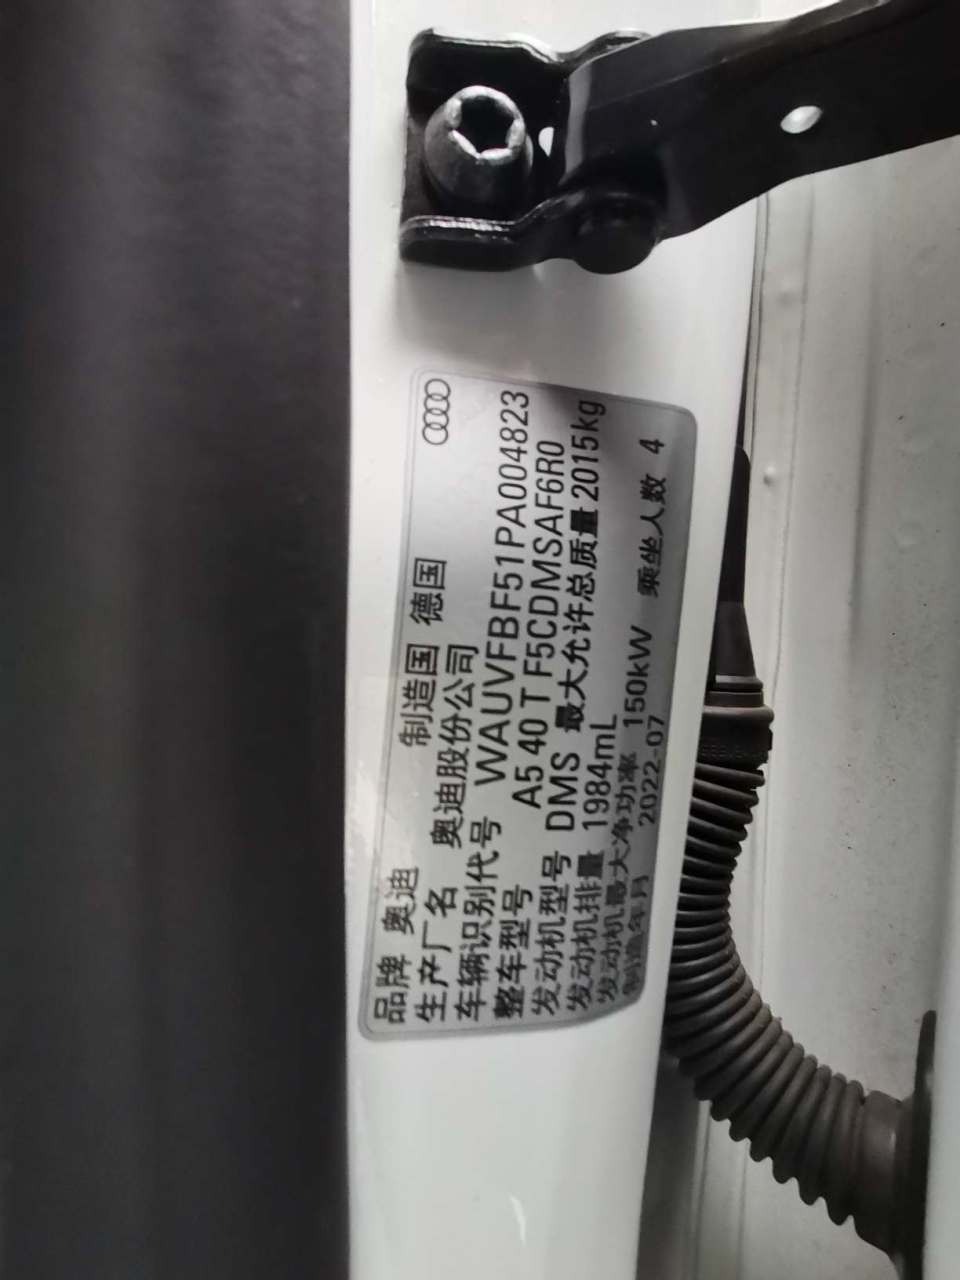 品牌 奥迪 制造国 德国
生产厂名 奥迪股份公司
车辆识别代号 WAUVFBF51PA004823
整车型号 A5 40 T F5CDMSAF6R0
发动机型号 DMS 最大允许总质量 2015kg
发动机排量 1984mL
发动机最大净功率 150kW 乘坐人数 4
制造年月 2022-07